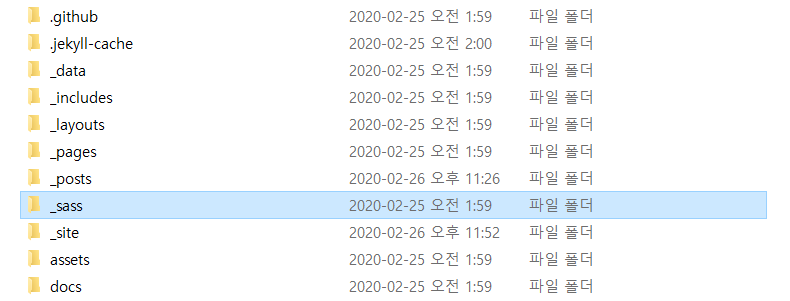 .github 2020-02-25 오전 1:59 파일 폴더
.jekyll-cache 2020-02-25 오전 2:00 파일 폴더
_data 2020-02-25 오전 1:59 파일 폴더
_includes 2020-02-25 오전 1:59 파일 폴더
_layouts 2020-02-25 오전 1:59 파일 폴더
_pages 2020-02-25 오전 1:59 파일 폴더
_posts 2020-02-26 오후 11:26 파일 폴더
_sass 2020-02-25 오전 1:59 파일 폴더
_site 2020-02-26 오후 11:52 파일 폴더
assets 2020-02-25 오전 1:59 파일 폴더
docs 2020-02-25 오전 1:59 파일 폴더